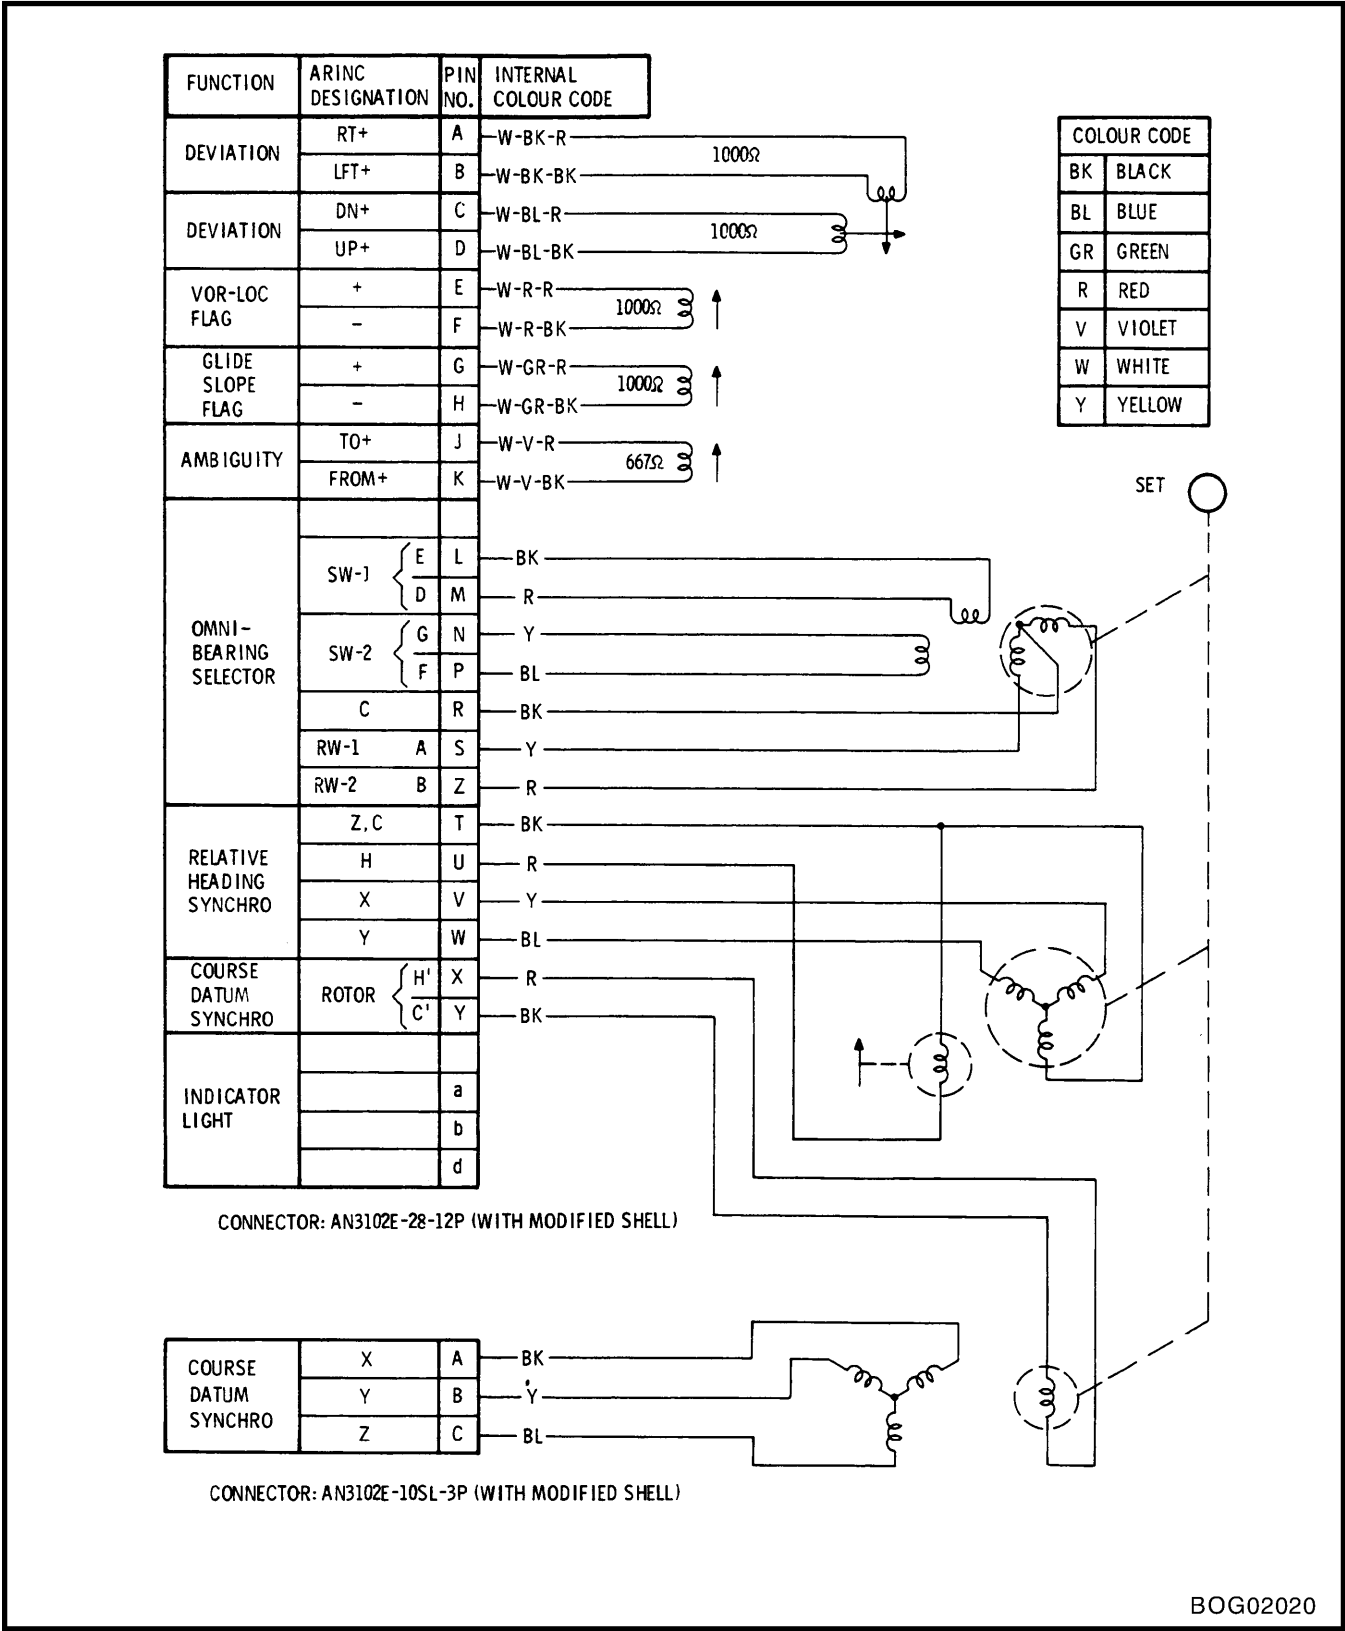 FUNCTION ARINC DESIGNATION PIN NO. INTERNAL COLOUR CODE
DEVIATION RT+ A W-BK-R 1000Ω
LFT+ B W-BK-BK
DEVIATION DN+ C W-BL-R 1000Ω
UP+ D W-BL-BK
VOR-LOC FLAG + E W-R-R 1000Ω
− F W-R-BK
GLIDE SLOPE FLAG + G W-GR-R 1000Ω
− H W-GR-BK
AMBIGUITY TO+ J W-V-R 667Ω
FROM+ K W-V-BK
OMNI-BEARING SELECTOR
SW-1 E L BK
D M R
SW-2 G N Y
F P BL
C R BK
RW-1 A S Y
RW-2 B Z R
RELATIVE HEADING SYNCHRO Z,C T BK
H U R
X V Y
Y W BL
COURSE DATUM SYNCHRO ROTOR H' X R
C' Y BK
INDICATOR LIGHT
a
b
d
CONNECTOR: AN3102E-28-12P (WITH MODIFIED SHELL)
COLOUR CODE
BK BLACK
BL BLUE
GR GREEN
R RED
V VIOLET
W WHITE
Y YELLOW
SET
COURSE DATUM SYNCHRO X A BK
Y B Y
Z C BL
CONNECTOR: AN3102E-10SL-3P (WITH MODIFIED SHELL)
BOG02020